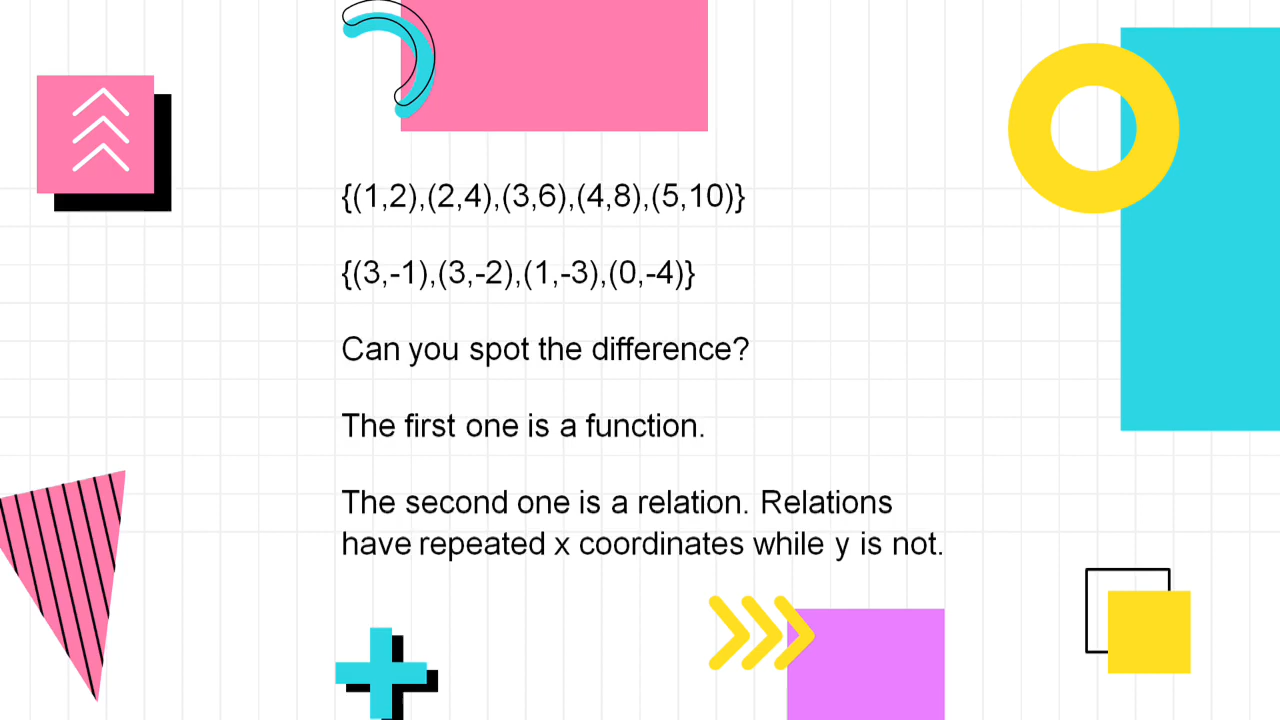 {(1,2),(2,4),(3,6),(4,8),(5,10)}
{(3,-1),(3,-2),(1,-3),(0,-4)}
Can you spot the difference?
The first one is a function.
The second one is a relation. Relations
have repeated x coordinates while y is not.